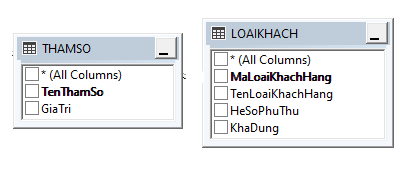 THAMSO
* (All Columns)
TenThamSo
GiaTri
LOAIKHACH
* (All Columns)
MaLoaiKhachHang
TenLoaiKhachHang
HeSoPhuThu
KhaDung